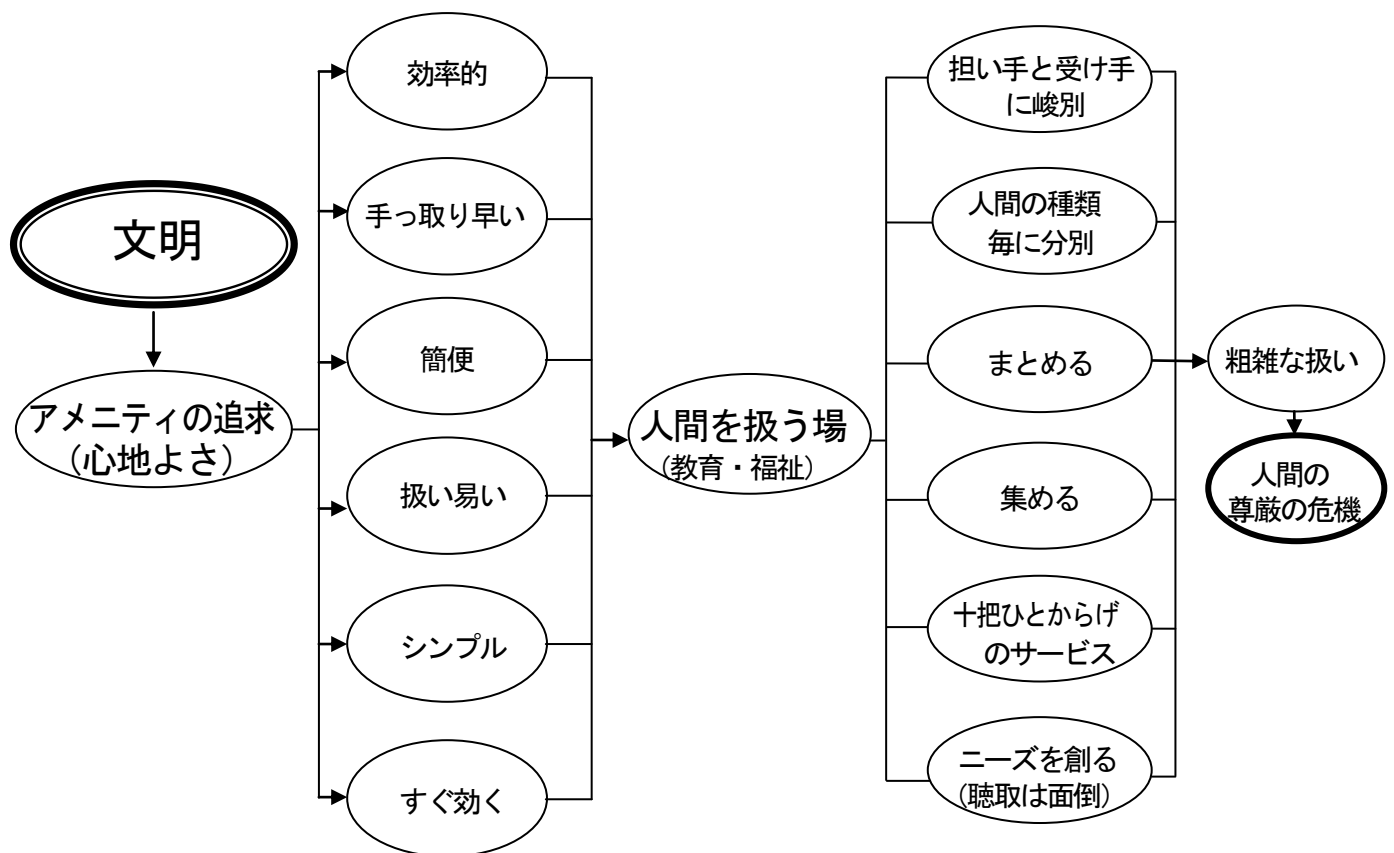 文明
アメニティの追求
(心地よさ)
効率的
手っ取り早い
簡便
扱い易い
シンプル
すぐ効く
人間を扱う場
(教育・福祉)
担い手と受け手
に峻別
人間の種類
毎に分別
まとめる
集める
十把ひとからげ
のサービス
ニーズを創る
(聴取は面倒)
粗雑な扱い
人間の
尊厳の危機